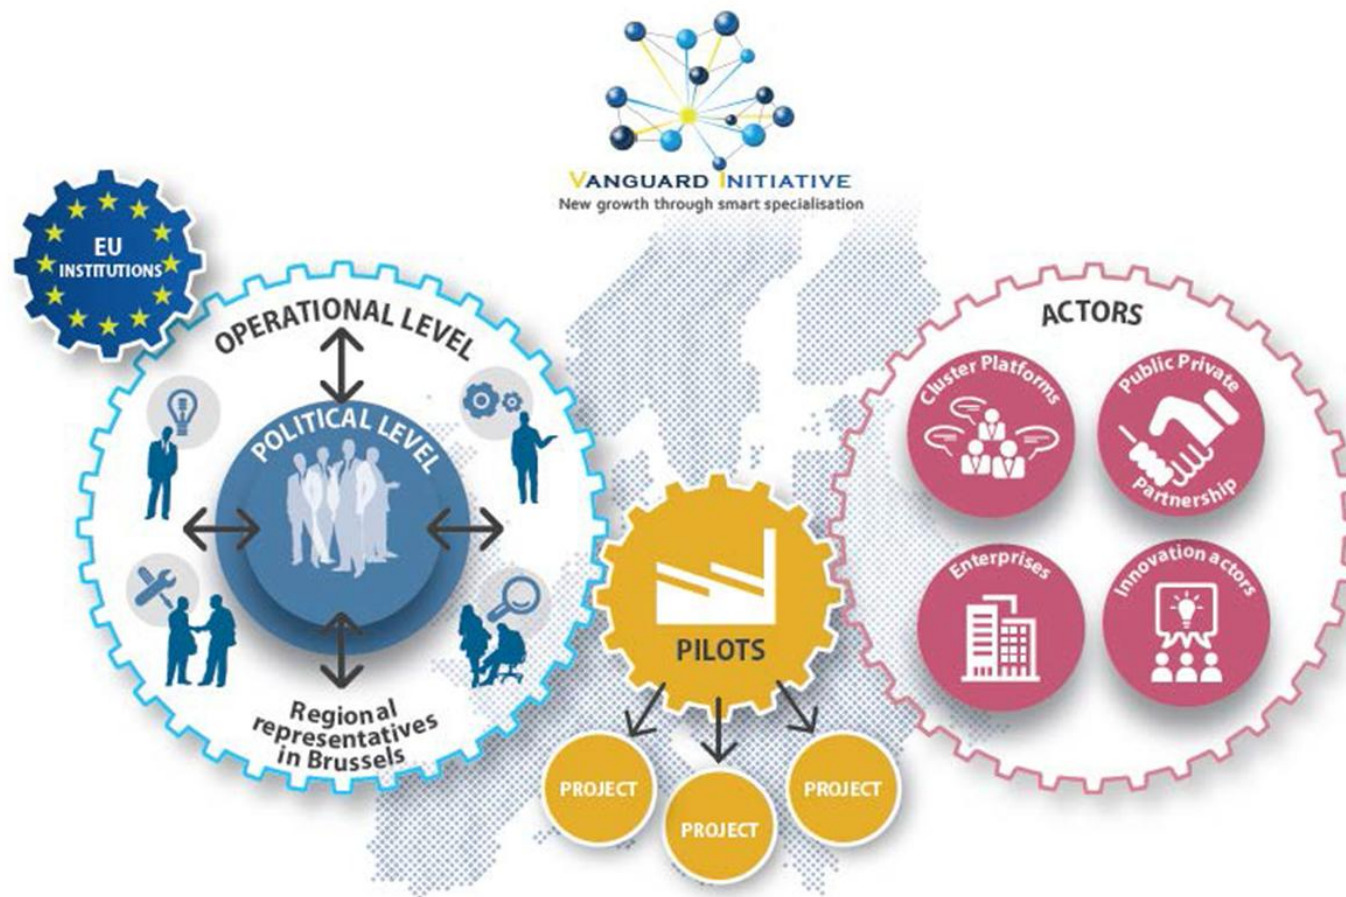 VANGUARD INITIATIVE
New growth through smart specialisation
EU
INSTITUTIONS
OPERATIONAL LEVEL
POLITICAL LEVEL
Regional
representatives
in Brussels
PILOTS
PROJECT
PROJECT
PROJECT
ACTORS
Cluster Platforms
Public Private
Partnership
Enterprises
Innovation actors